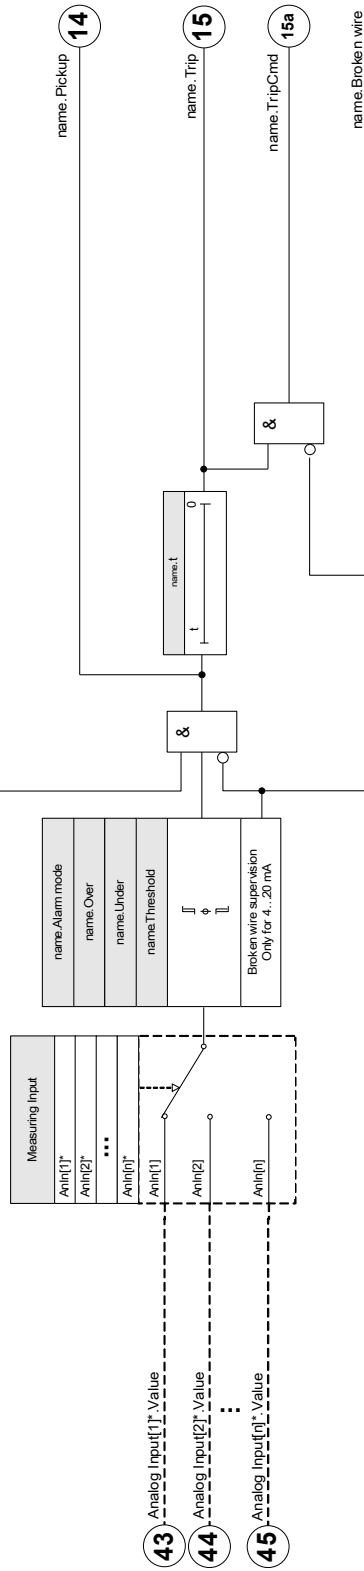 43
Analog Input[1]*.Value
44
Analog Input[2]*.Value
...
45
Analog Input[n]*.Value
Measuring Input
AnIn[1]*
AnIn[2]*
...
AnIn[n]*
AnIn[1]
AnIn[2]
AnIn[n]
name.Alarm mode
name.Over
name.Under
name.Threshold
φ
Broken wire supervision
Only for 4…20 mA
&
name.t
t
0
&
name.Pickup
14
name.Trip
15
name.TripCmd
15a
name.Broken wire